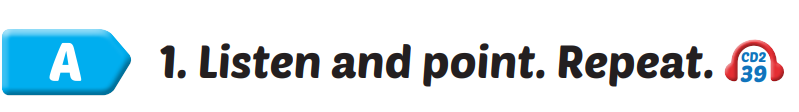 A 1. Listen and point. Repeat. CD2 39